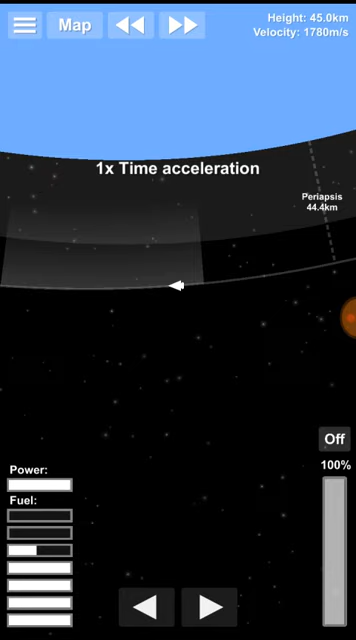 Map
Height: 45.0km
Velocity: 1780m/s
1x Time acceleration
Periapsis
44.4km
Off
100%
Power:
Fuel: